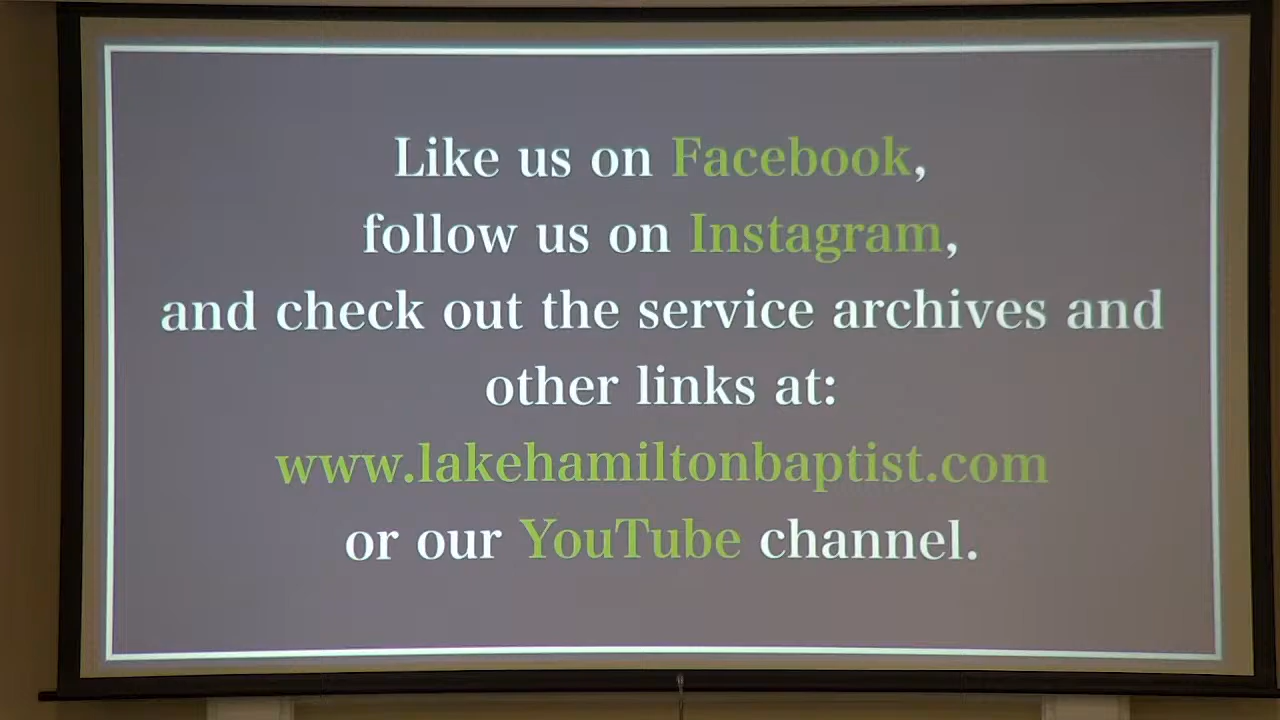 Like us on Facebook,
follow us on Instagram,
and check out the service archives and
other links at:
www.lakehamiltonbaptist.com
or our YouTube channel.